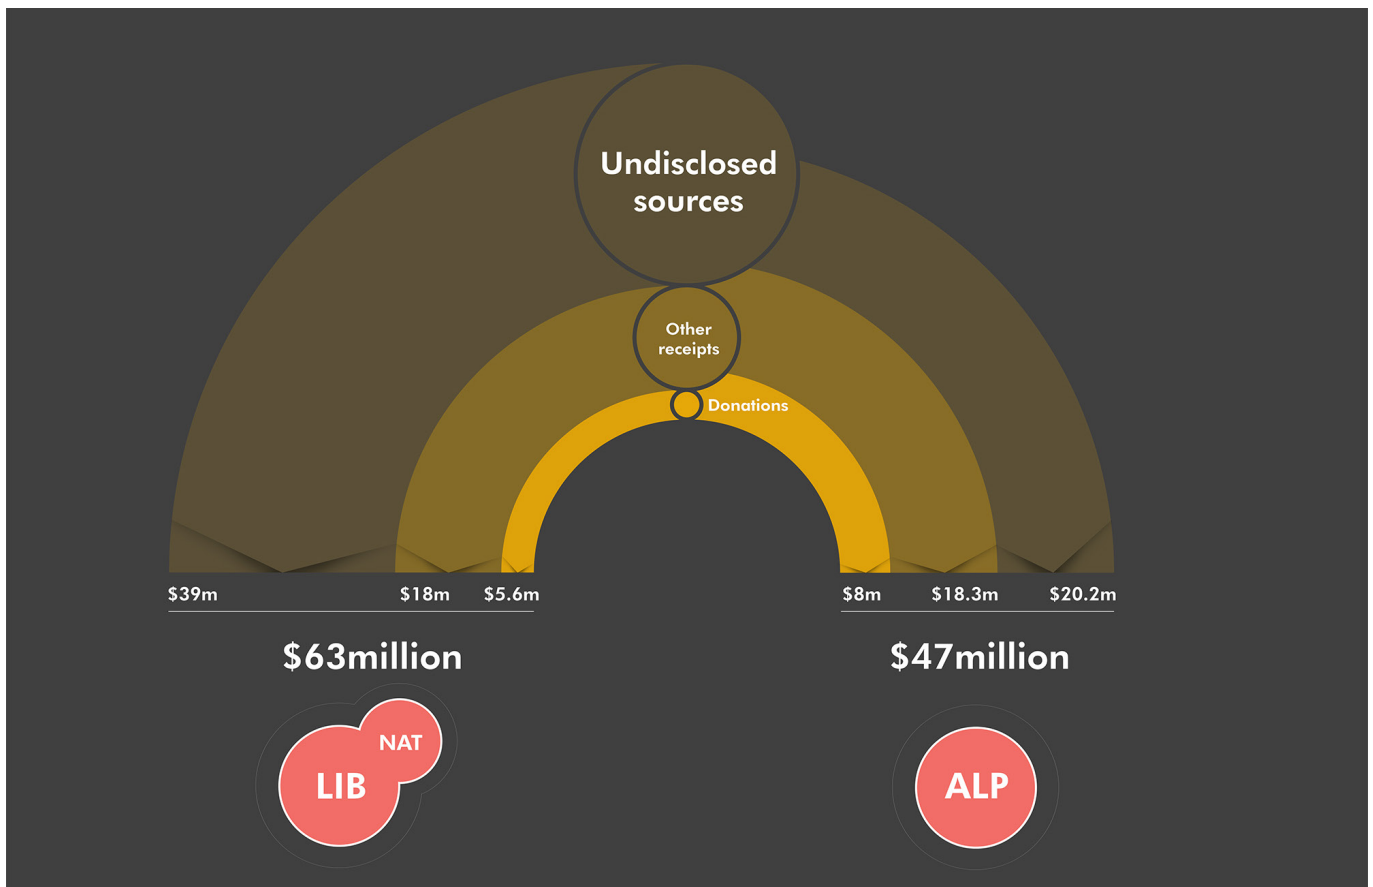 Undisclosed
sources
Other
receipts
Donations
$39m
$18m
$5.6m
$8m
$18.3m
$20.2m
$63million
$47million
NAT
LIB
ALP